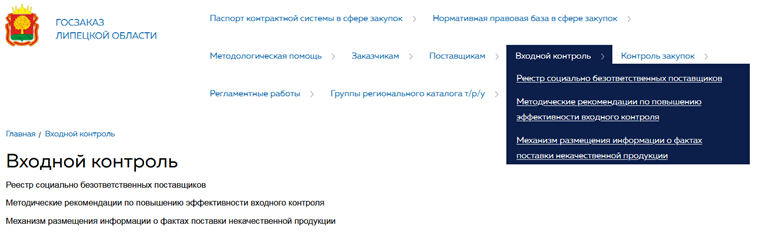 ГОСЗАКАЗ
ЛИПЕЦКОЙ ОБЛАСТИ
Паспорт контрактной системы в сфере закупок
Нормативная правовая база в сфере закупок
Методологическая помощь
Заказчикам
Поставщикам
Входной контроль
Контроль закупок
Реестр социально безответственных поставщиков
Методические рекомендации по повышению
эффективности входного контроля
Механизм размещения информации о фактах
поставки некачественной продукции
Регламентные работы
Группы регионального каталога т/р/у
Главная / Входной контроль
Входной контроль
Реестр социально безответственных поставщиков
Методические рекомендации по повышению эффективности входного контроля
Механизм размещения информации о фактах поставки некачественной продукции